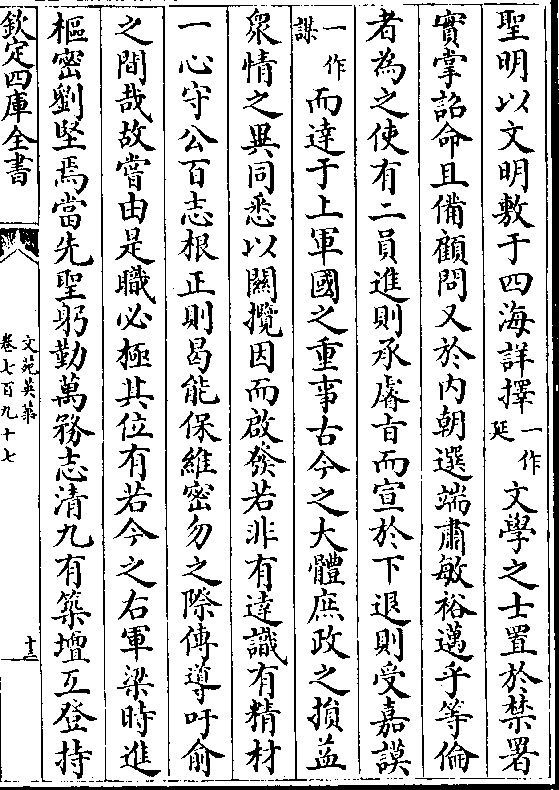 聖明以文明敷于四海詳擇一作延文學之士置於禁署
實掌詔命且備顧問又於内朝選端肅敏裕邁乎等倫
者為之使有二員進則承睿旨而宣於下退則受嘉謨
一作謀而達于上軍國之重事古今之大體庶政之損益
衆情之異同悉以關攬因而啟發若非有達識有精材
一心守公百志根正則曷能保維密勿之際傳導吁俞
之間哉故嘗由是職必極其位有若今之右軍梁時進
樞密劉堅焉當先聖躬勤萬務志清九有築壇互登持
欽定四庫全書
文苑英華
卷七百九十七
十三